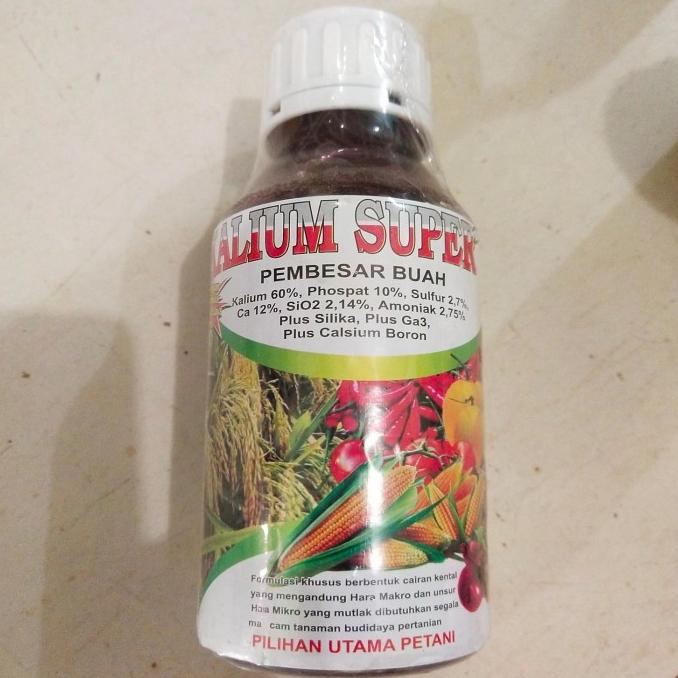 KALIUM SUPER
PEMBESAR BUAH
Kalium 60%, Phospat 10%, Sulfur 2,7%,
Ca 12%, SiO2 2,14%, Amoniak 2,75%
Plus Silika, Plus Ga3,
Plus Calsium Boron
Formulasi khusus berbentuk cairan kental
yang mengandung Hara Makro dan unsur
Hara Mikro yang mutlak dibutuhkan segala
ma cam tanaman budidaya pertanian
PILIHAN UTAMA PETANI